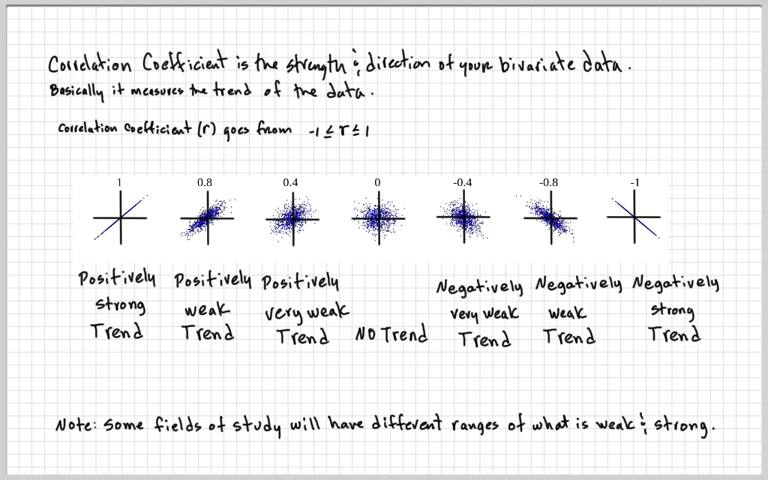 Correlation Coefficient is the strength & direction of your bivariate data.
Basically it measures the trend of the data.
Correlation Coefficient (r) goes from -1 ≤ r ≤ 1
1 0.8 0.4 0 -0.4 -0.8 -1
Positively Positively Positively Negatively Negatively Negatively
strong weak very weak very weak weak strong
Trend Trend Trend NO Trend Trend Trend Trend
Note: Some fields of study will have different ranges of what is weak & strong.